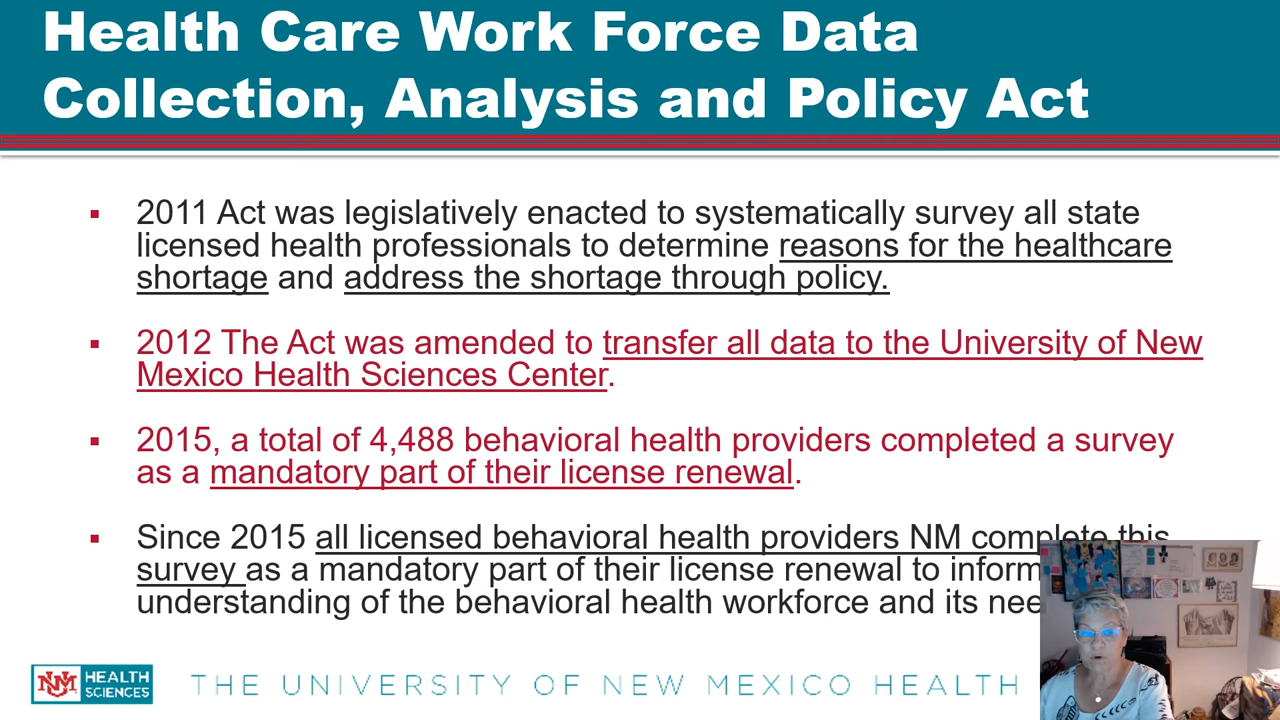 Health Care Work Force Data
Collection, Analysis and Policy Act
2011 Act was legislatively enacted to systematically survey all state
licensed health professionals to determine reasons for the healthcare
shortage and address the shortage through policy.
2012 The Act was amended to transfer all data to the University of New
Mexico Health Sciences Center.
2015, a total of 4,488 behavioral health providers completed a survey
as a mandatory part of their license renewal.
Since 2015 all licensed behavioral health providers NM complete this
survey as a mandatory part of their license renewal to inform
understanding of the behavioral health workforce and its
HEALTH
SCIENCES
THE UNIVERSITY OF NEW MEXICO HEALTH